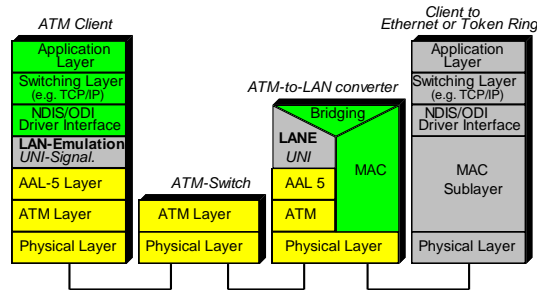 ATM Client
Application
Layer
Switching Layer
(e.g. TCP/IP)
NDIS/ODI
Driver Interface
LAN-Emulation
UNI-Signal.
AAL-5 Layer
ATM Layer
Physical Layer
ATM-Switch
ATM Layer
Physical Layer
ATM-to-LAN converter
Bridging
LANE
UNI
MAC
AAL 5
ATM
Physical Layer
Client to
Ethernet or Token Ring
Application
Layer
Switching Layer
(e.g. TCP/IP)
NDIS/ODI
Driver Interface
MAC
Sublayer
Physical Layer